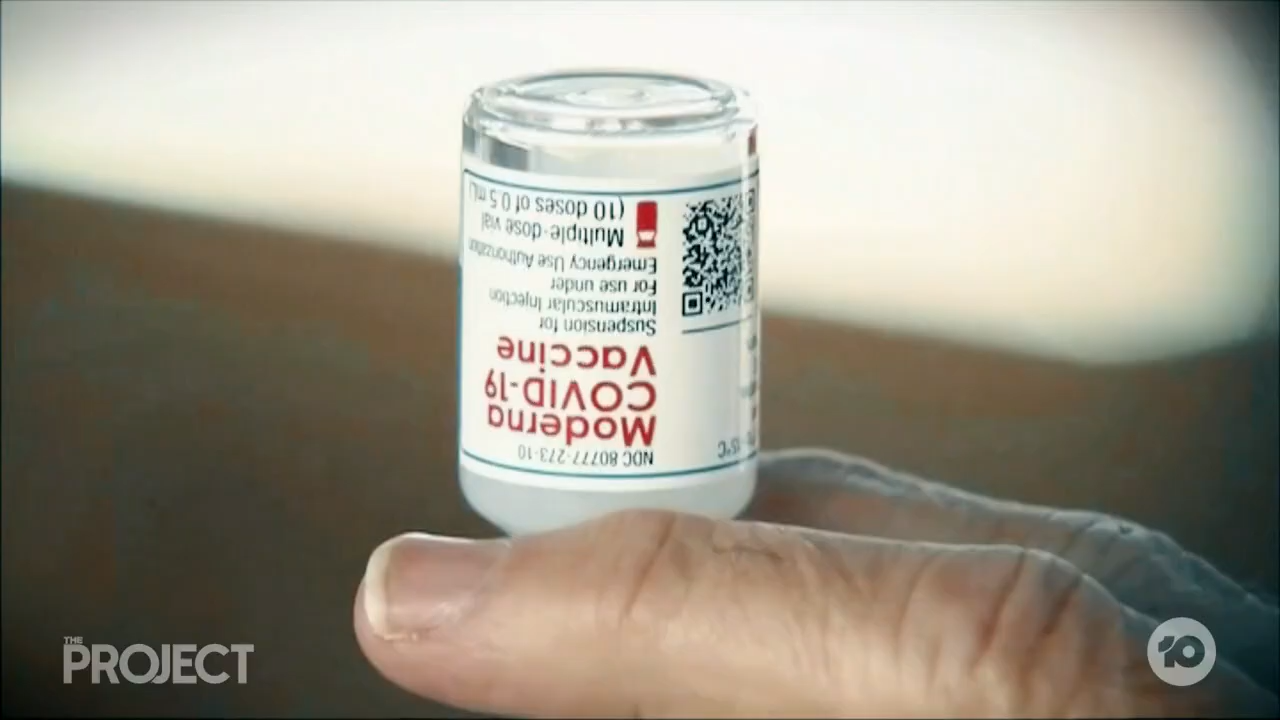 NDC 80777-273-10
Moderna
COVID-19
Vaccine
Suspension for
Intramuscular Injection
For use under
Emergency Use Authorization
Multiple-dose vial
(10 doses of 0.5 mL)
THE
PROJECT
10